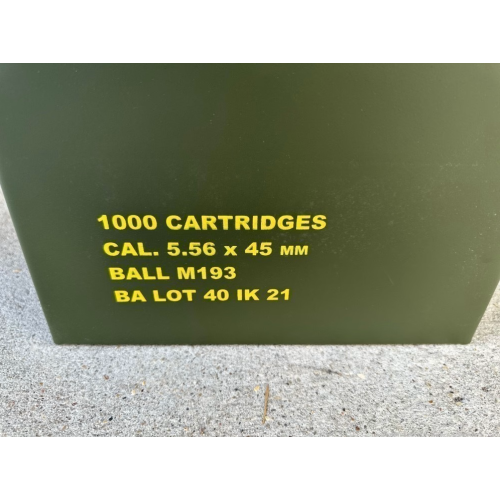 1000 CARTRIDGES
CAL. 5.56 x 45 MM
BALL M193
BA LOT 40 IK 21